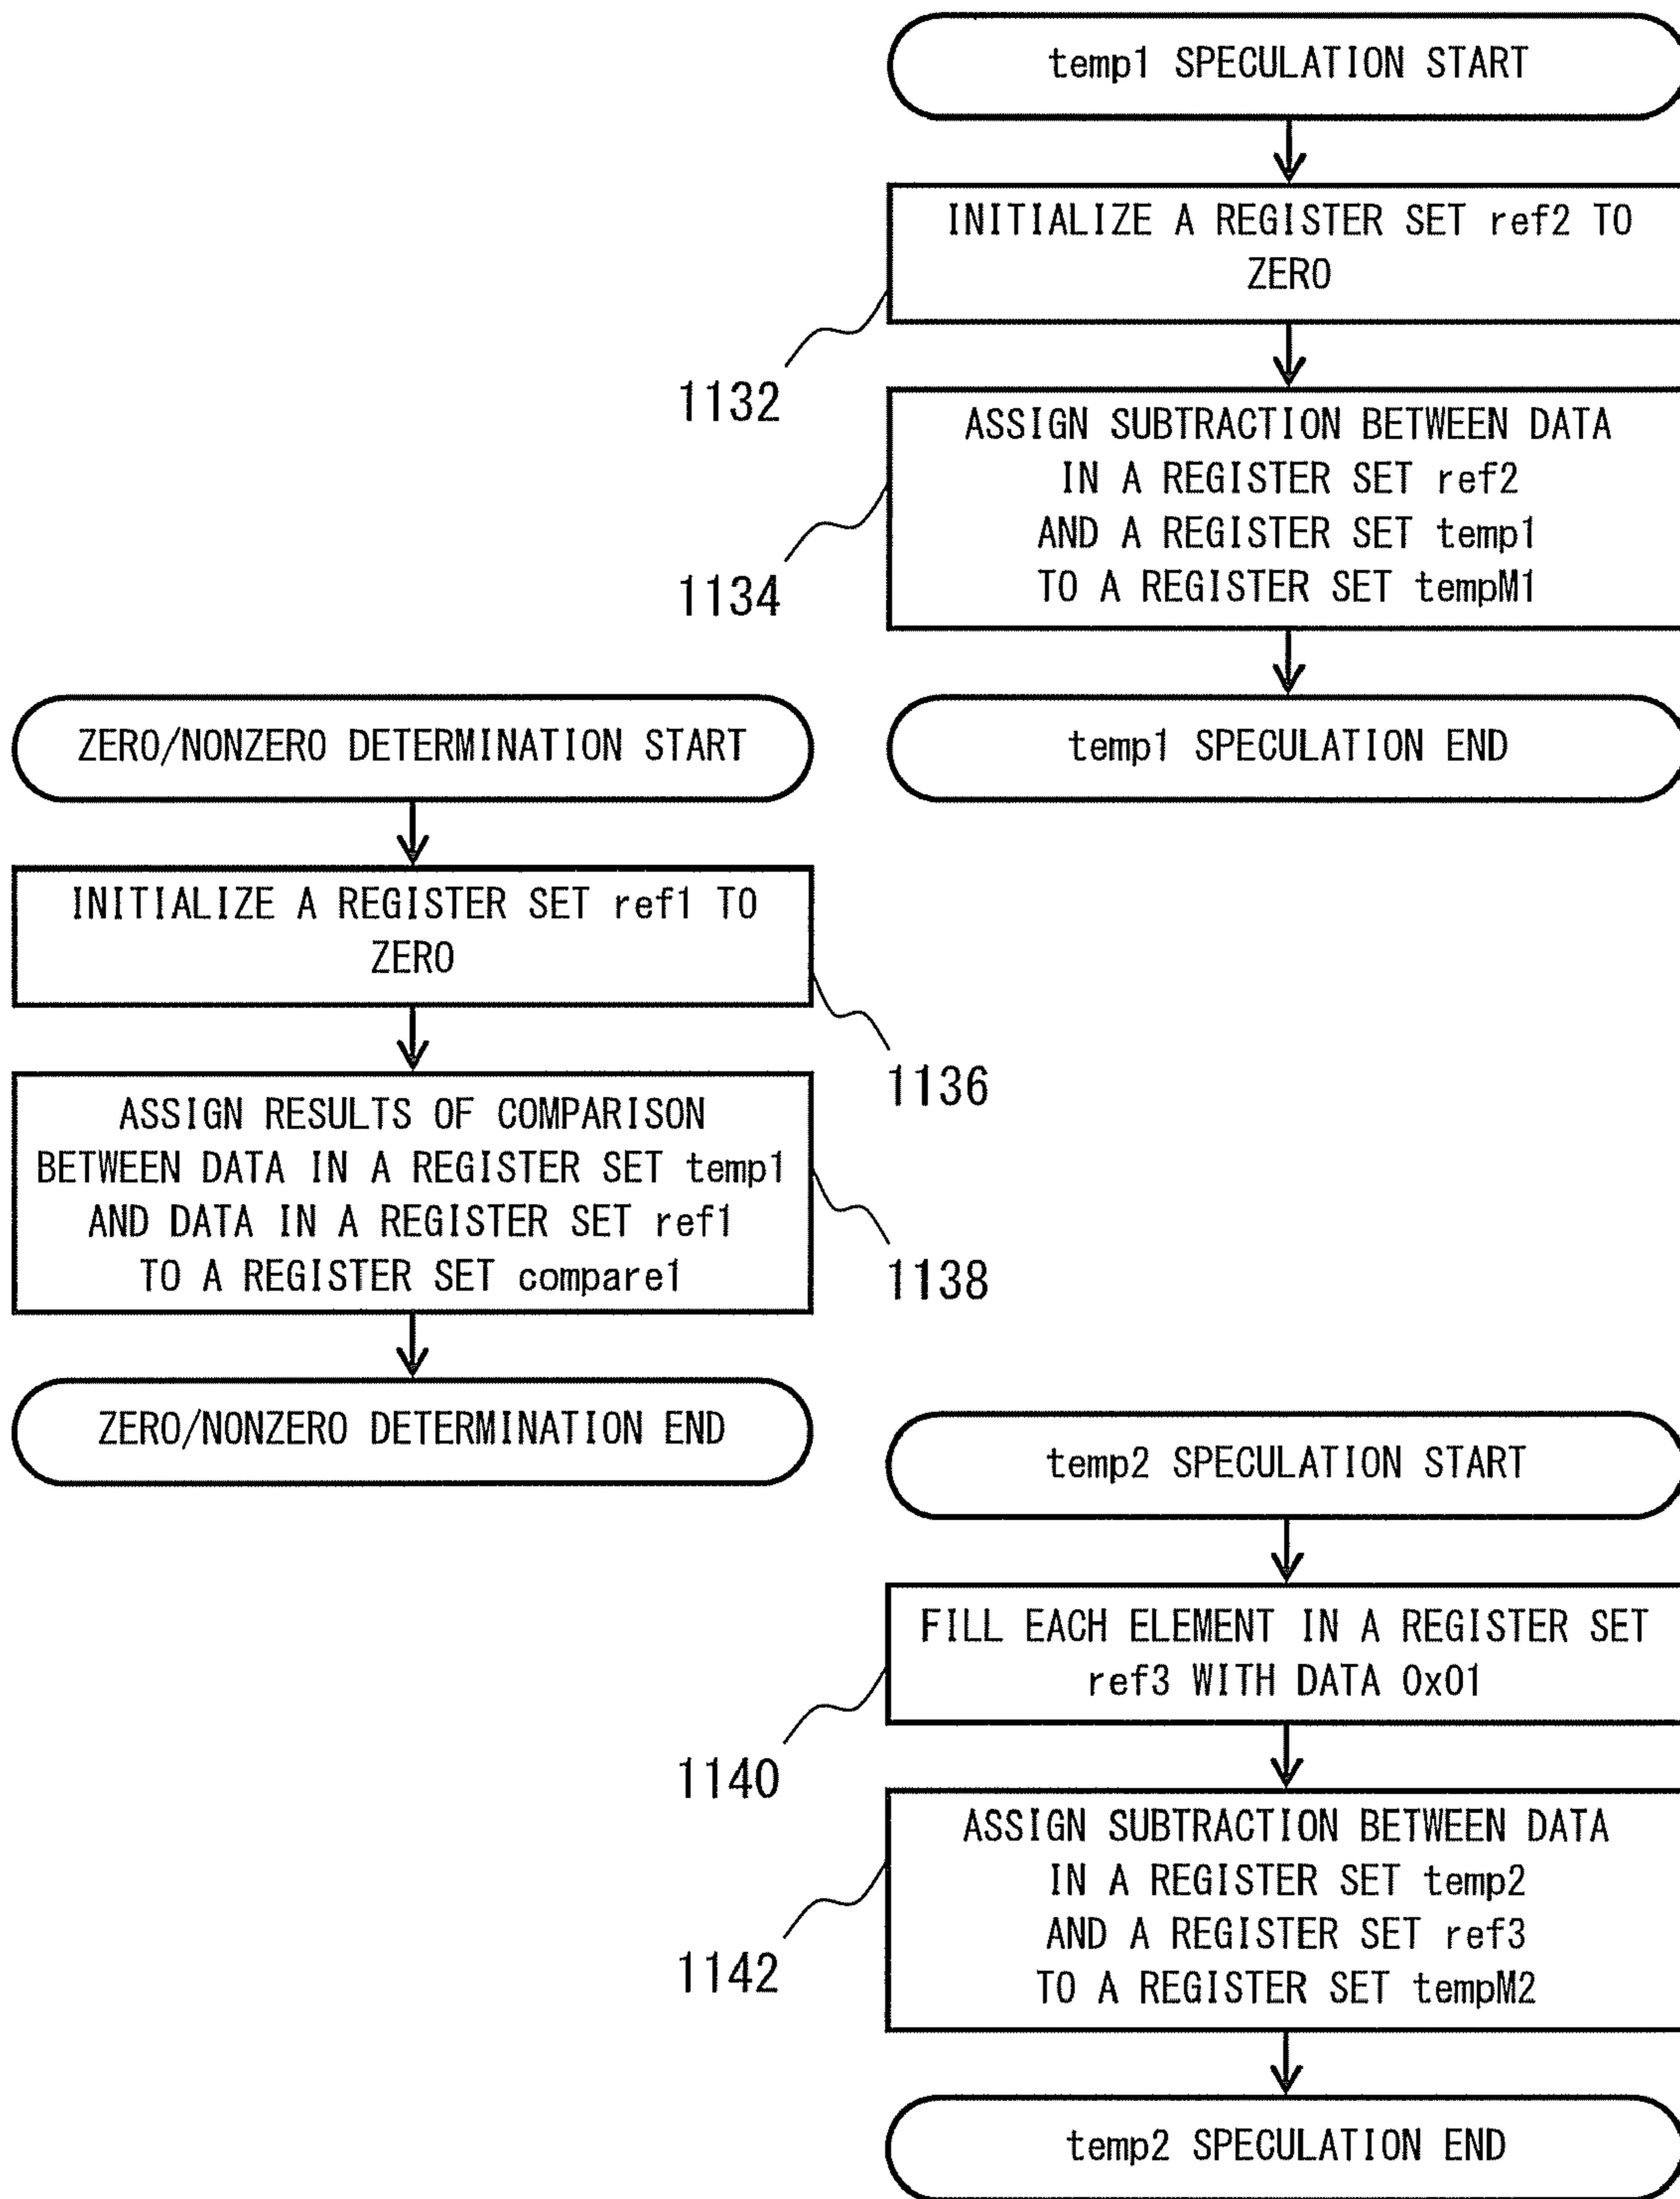 temp1 SPECULATION START
INITIALIZE A REGISTER SET ref2 TO
ZERO
1132
ASSIGN SUBTRACTION BETWEEN DATA
IN A REGISTER SET ref2
AND A REGISTER SET temp1
TO A REGISTER SET tempM1
1134
temp1 SPECULATION END
ZERO/NONZERO DETERMINATION START
INITIALIZE A REGISTER SET ref1 TO
ZERO
1136
ASSIGN RESULTS OF COMPARISON
BETWEEN DATA IN A REGISTER SET temp1
AND DATA IN A REGISTER SET ref1
TO A REGISTER SET compare1
1138
ZERO/NONZERO DETERMINATION END
temp2 SPECULATION START
FILL EACH ELEMENT IN A REGISTER SET
ref3 WITH DATA 0x01
1140
ASSIGN SUBTRACTION BETWEEN DATA
IN A REGISTER SET temp2
AND A REGISTER SET ref3
TO A REGISTER SET tempM2
1142
temp2 SPECULATION END